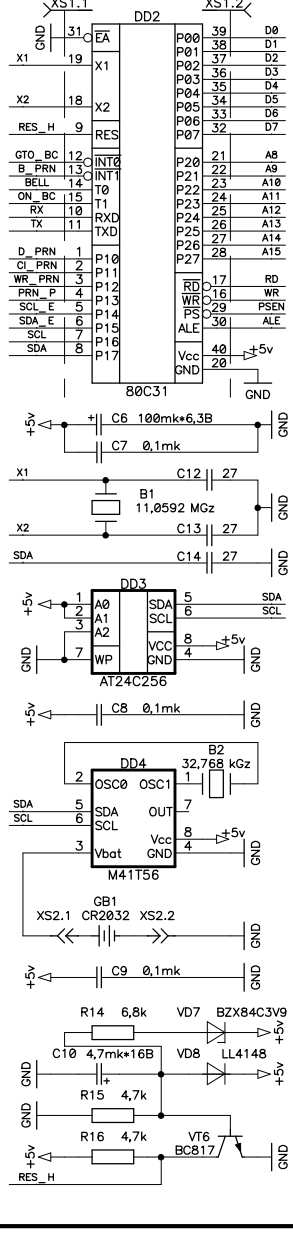 XS1.1 XS1.2
DD2
GND 31 EA P00 39 D0
P01 38 D1
X1 19 X1 P02 37 D2
P03 36 D3
P04 35 D4
X2 18 X2 P05 34 D5
P06 33 D6
RES_H 9 RES P07 32 D7
GTO_BC 12 INT0 P20 21 A8
B_PRN 13 INT1 P21 22 A9
BELL 14 T0 P22 23 A10
ON_BC 15 T1 P23 24 A11
RX 10 RXD P24 25 A12
TX 11 TXD P25 26 A13
P26 27 A14
D_PRN 1 P10 P27 28 A15
CI_PRN 2 P11
WR_PRN 3 P12 RD 17 RD
PRN_P 4 P13 WR 16 WR
SCL_E 5 P14 PS 29 PSEN
SDA_E 6 P15 ALE 30 ALE
SCL 7 P16
SDA 8 P17 Vcc 40 +5v
GND 20
80C31 GND
+5v + C6 100mk*6,3B GND
C7 0,1mk
X1 C12 27
B1
11,0592 MGz GND
X2 C13 27
SDA C14 27 GND
DD3
+5v 1 A0 SDA 5 SDA
2 A1 SCL 6 SCL
3 A2
VCC 8 +5v
GND 7 WP GND 4 GND
AT24C256
+5v C8 0,1mk GND
B2
DD4 32,768 kGz
2 OSC0 OSC1 1
SDA 5 SDA OUT 7
SCL 6 SCL
Vcc 8 +5v
3 Vbat GND 4 GND
M41T56
GB1
XS2.1 CR2032 XS2.2 GND
+5v C9 0,1mk GND
R14 6,8k VD7 BZX84C3V9 +5v
C10 4,7mk*16B VD8 LL4148
GND + +5v
R15 4,7k
GND
R16 4,7k VT6
+5v BC817 GND
RES_H